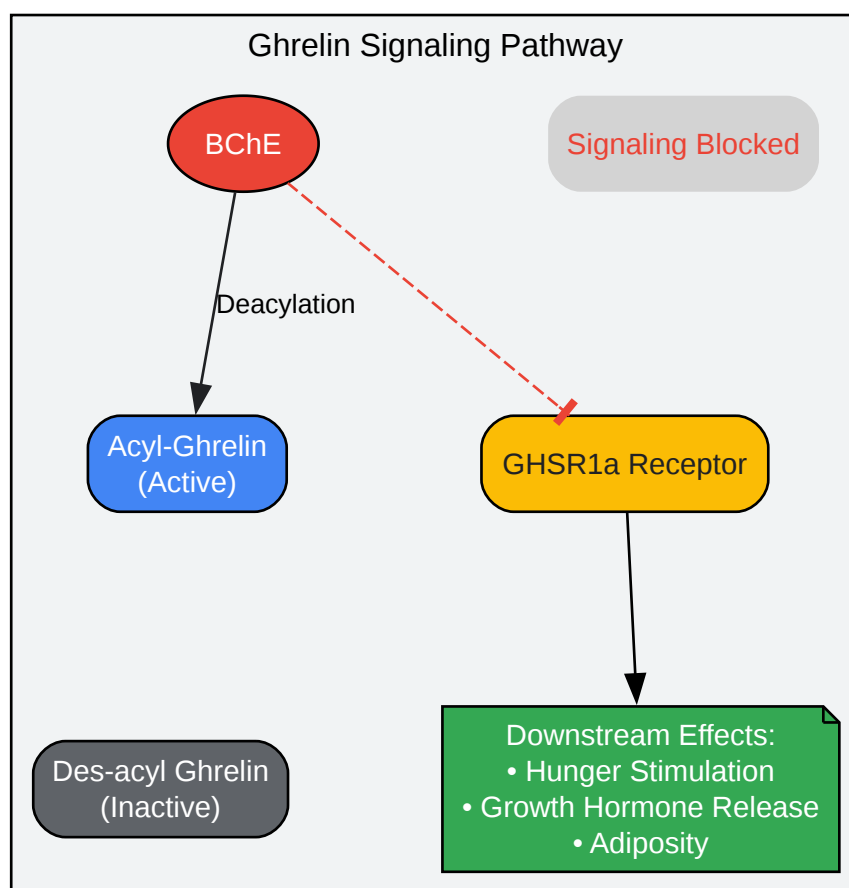 Ghrelin Signaling Pathway
BChE
Signaling Blocked
Deacylation
Acyl-Ghrelin
(Active)
GHSR1a Receptor
Des-acyl Ghrelin
(Inactive)
Downstream Effects:
• Hunger Stimulation
• Growth Hormone Release
• Adiposity